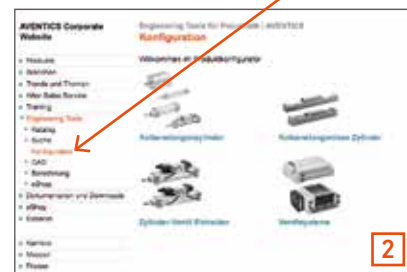 AVENTICS Corporate
Website
Engineering Tools für Pneumatik | AVENTICS
Konfiguration
Willkommen im Produktkonfigurator
Produkte
Branchen
Trends und Themen
After Sales Service
Training
Engineering Tools
Katalog
Suche
Konfiguration
CAD
Berechnung
eShop
Dokumentation und Downloads
eShop
Kontakt
Karriere
Messen
Presse
Kolbenstangenzylinder
Kolbenstangenlose Zylinder
Zylinder-Ventil-Einheiten
Ventilsysteme
2